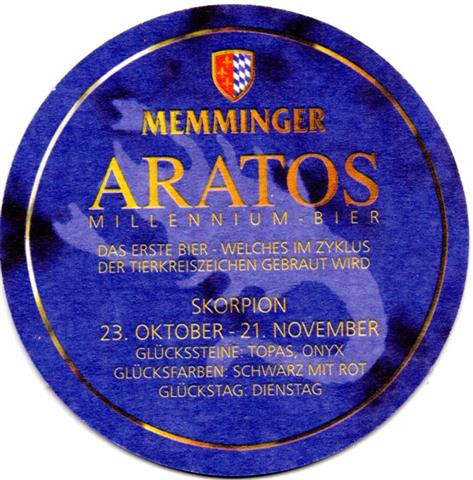 MEMMINGER
ARATOS
MILLENNIUM-BIER
DAS ERSTE BIER - WELCHES IM ZYKLUS
DER TIERKREISZEICHEN GEBRAUT WIRD
SKORPION
23. OKTOBER - 21. NOVEMBER
GLÜCKSSTEINE: TOPAS, ONYX
GLÜCKSFARBEN: SCHWARZ MIT ROT
GLÜCKSTAG: DIENSTAG